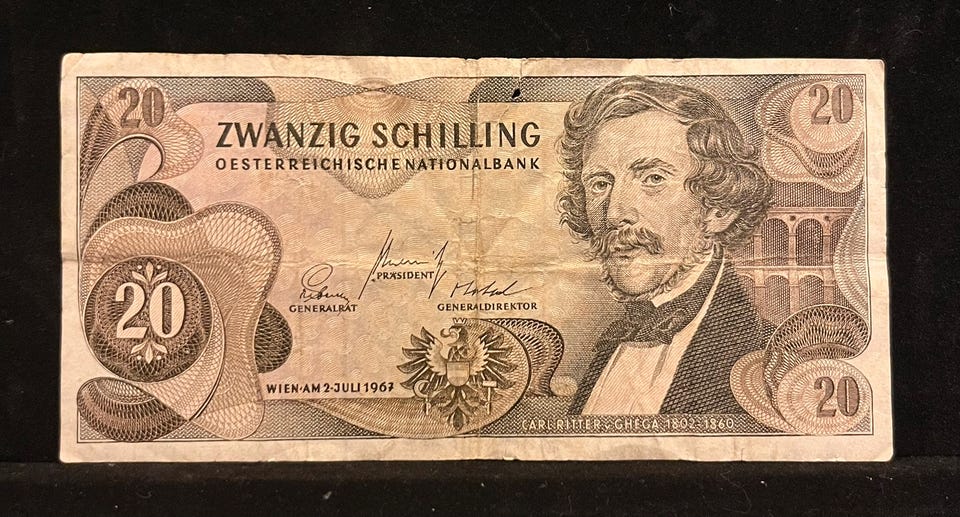 20
20
ZWANZIG SCHILLING
OESTERREICHISCHE NATIONALBANK
PRÄSIDENT
GENERALRAT
GENERALDIREKTOR
20
WIEN·AM 2·JULI 1967
20
CARL RITTER v. GHEGA 1802-1860